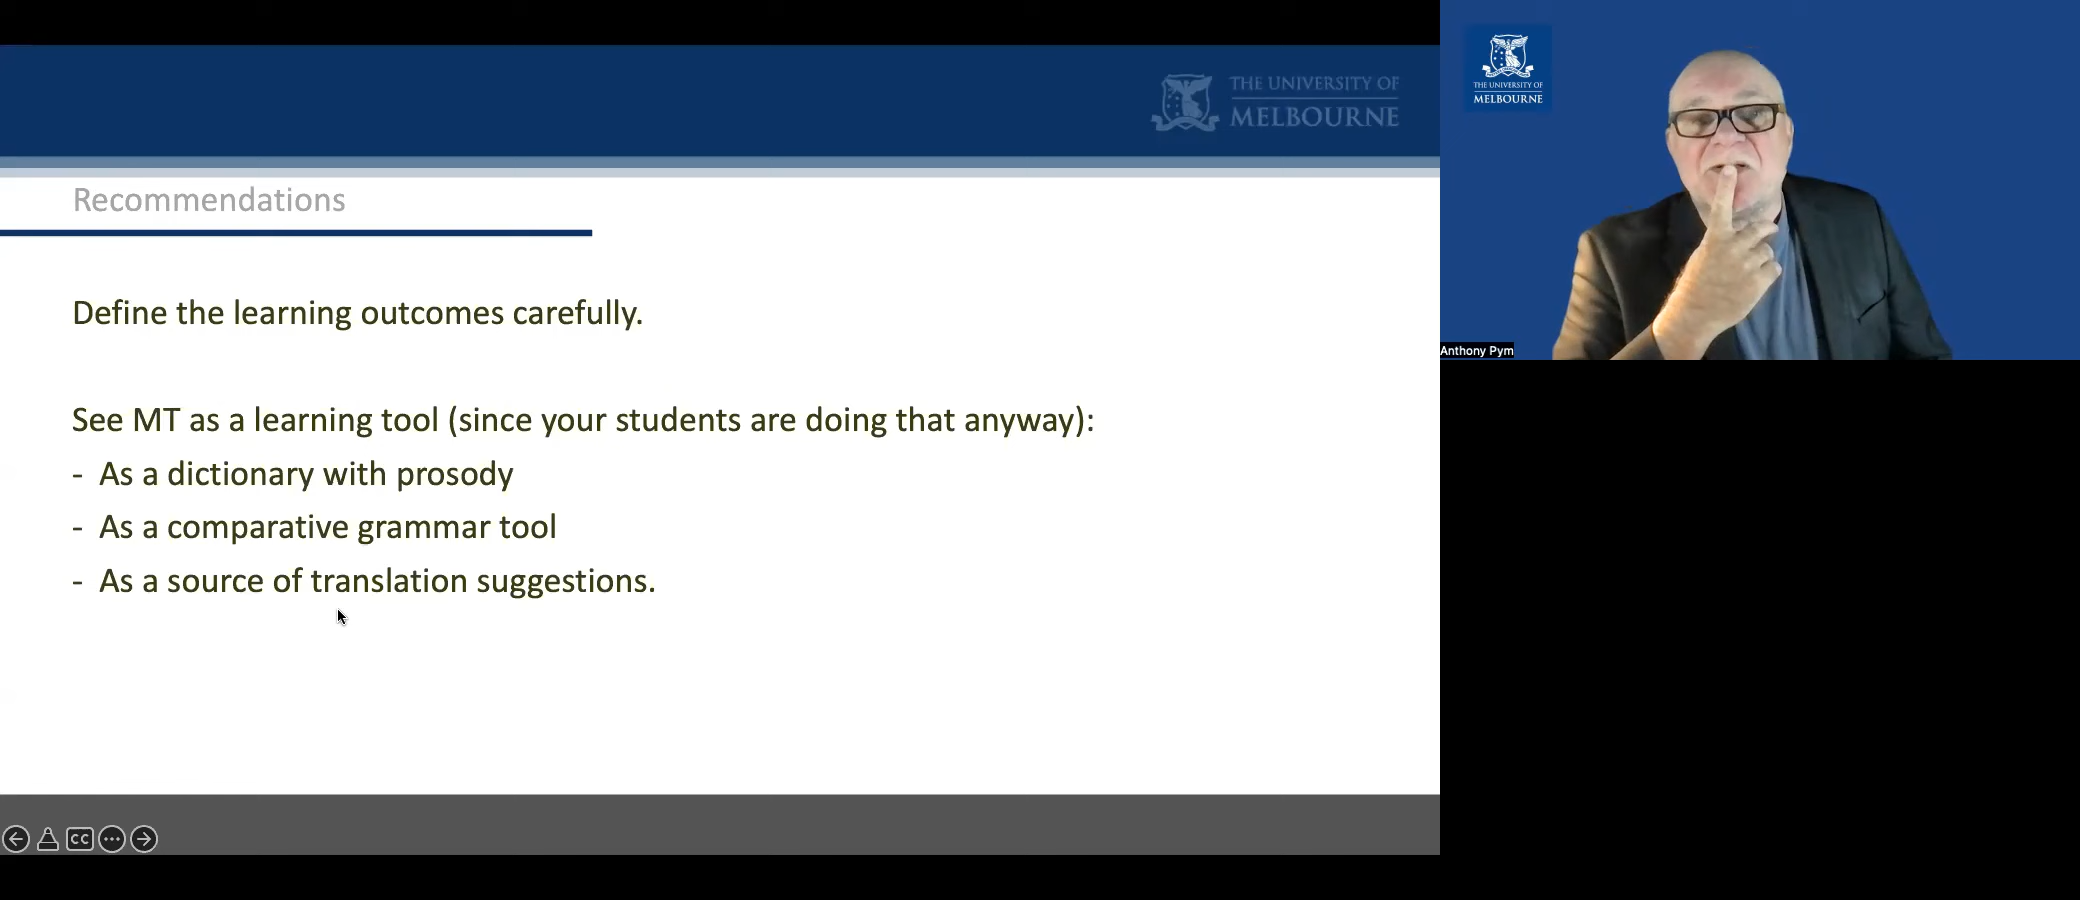 THE UNIVERSITY OF
MELBOURNE
Recommendations
Define the learning outcomes carefully.
See MT as a learning tool (since your students are doing that anyway):
- As a dictionary with prosody
- As a comparative grammar tool
- As a source of translation suggestions.
CC
THE UNIVERSITY OF
MELBOURNE
Anthony Pym